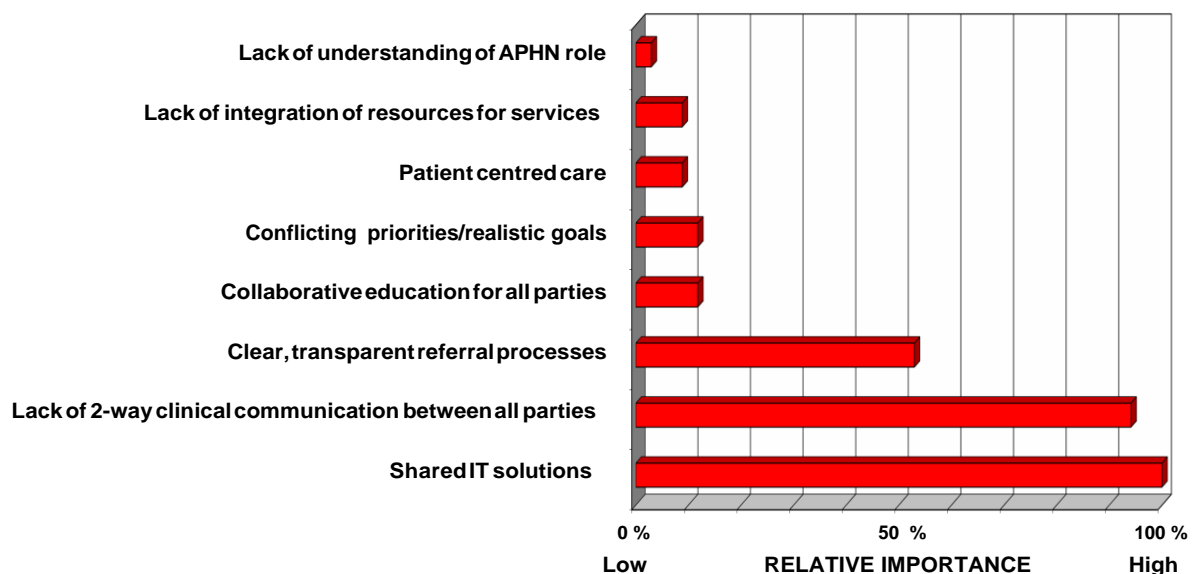 Lack of understanding of APHN role
Lack of integration of resources for services
Patient centred care
Conflicting priorities/realistic goals
Collaborative education for all parties
Clear, transparent referral processes
Lack of 2-way clinical communication between all parties
Shared IT solutions
0 % 50 % 100 %
Low RELATIVE IMPORTANCE High